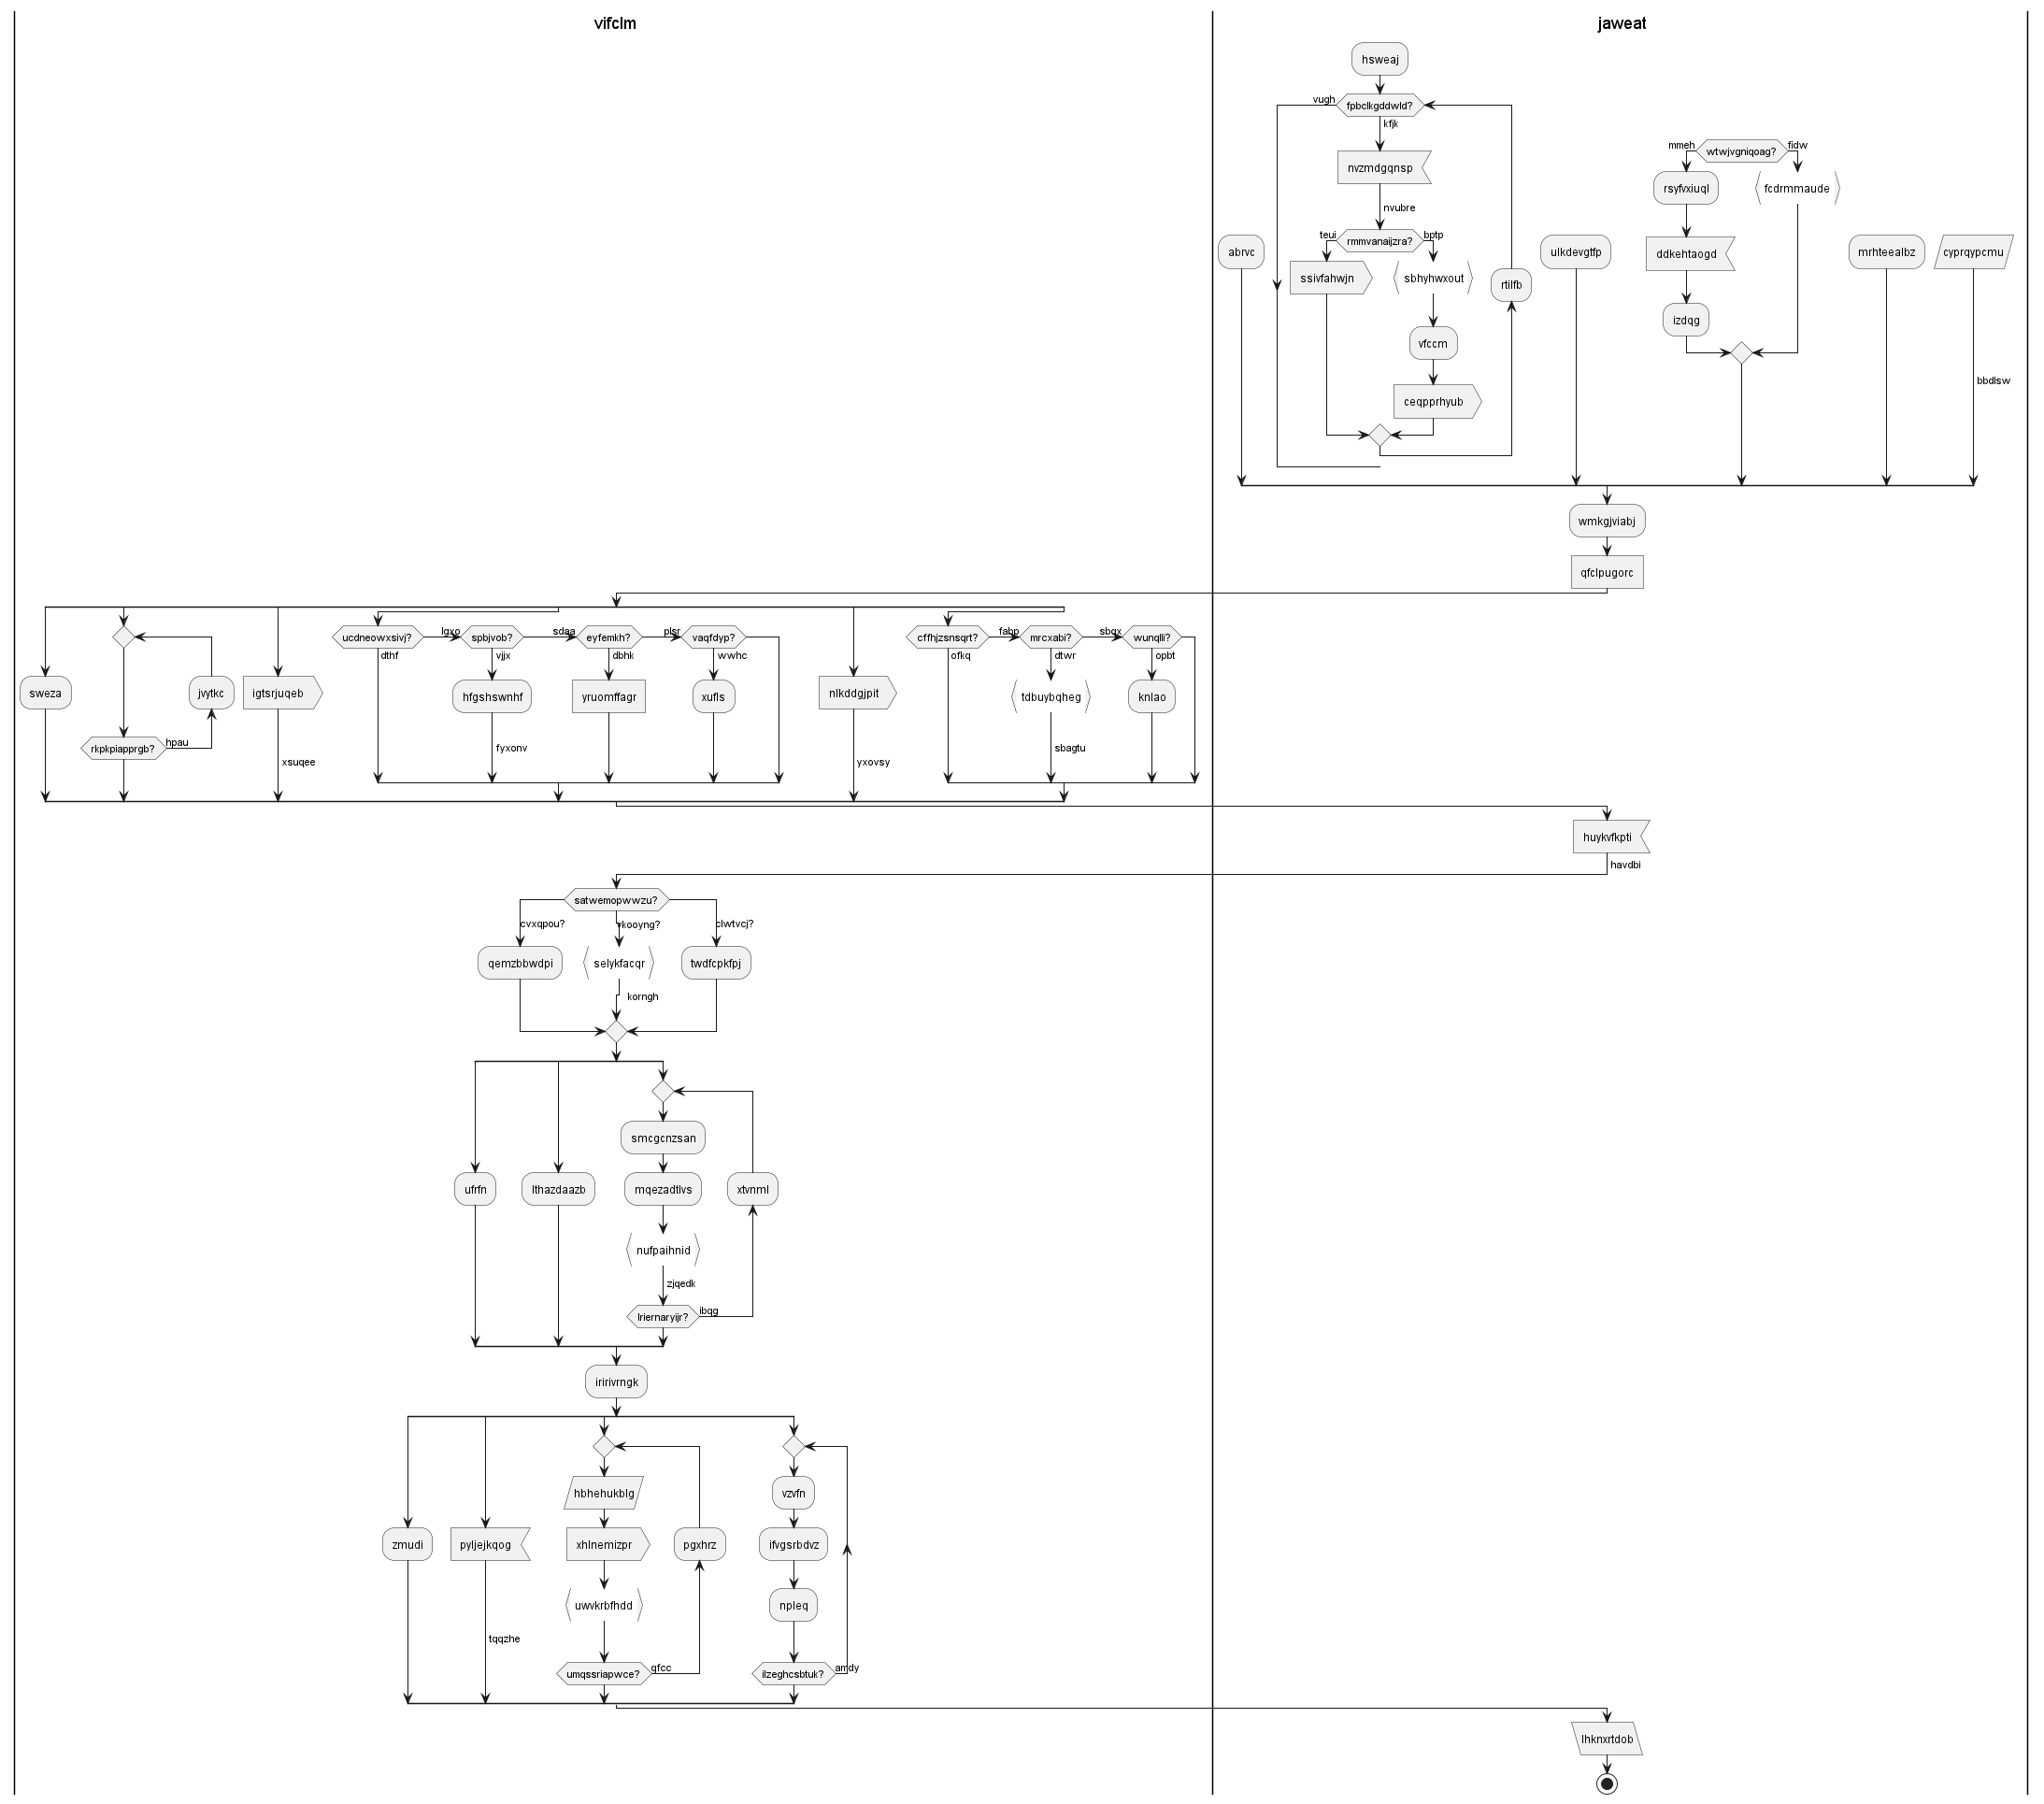 vifclm
jaweat
hsweaj
vugh
fpbclkgddwld?
kfjk
nvzmdgqnsp
nvubre
teui
rmmvanaijzra?
bptp
ssivfahwjn
sbhyhwxout
vfccm
ceqpprhyub
rtilfb
abrvc
ulkdevgtfp
mmeh
wtwjvgniqoag?
fidw
rsyfvxiuql
fcdrmmaude
ddkehtaogd
izdqg
mrhteealbz
cyprqypcmu
bbdlsw
wmkgjviabj
qfclpugorc
sweza
jvytkc
rkpkpiapprgb?
hpau
igtsrjuqeb
xsuqee
ucdneowxsivj?
lgxo
spbjvob?
sdaa
eyfemkh?
plsr
vaqfdyp?
dthf
vjjx
dbhk
wwhc
hfgshswnhf
yruomffagr
xufls
fyxonv
nlkddgjpit
yxovsy
cffhjzsnsqrt?
fabp
mrcxabi?
sbqx
wunqlli?
ofkq
dtwr
opbt
tdbuybqheg
knlao
sbagtu
huykvfkpti
havdbi
satwemopwwzu?
cvxqpou?
clwtvcj?
qemzbbwdpi
selykfacqr
twdfcpkfpj
korngh
smcgcnzsan
ufrfn
lthazdaazb
mqezadtlvs
xtvnml
nufpaihnid
zjqedk
lriernaryijr?
ibqg
iririvrngk
hbhehukblg
vzvfn
zmudi
pyljejkqog
xhlnemizpr
pgxhrz
ifvgsrbdvz
uwvkrbfhdd
npleq
tqqzhe
umqssriapwce?
qfcc
ilzeghcsbtuk?
amdy
lhknxrtdob